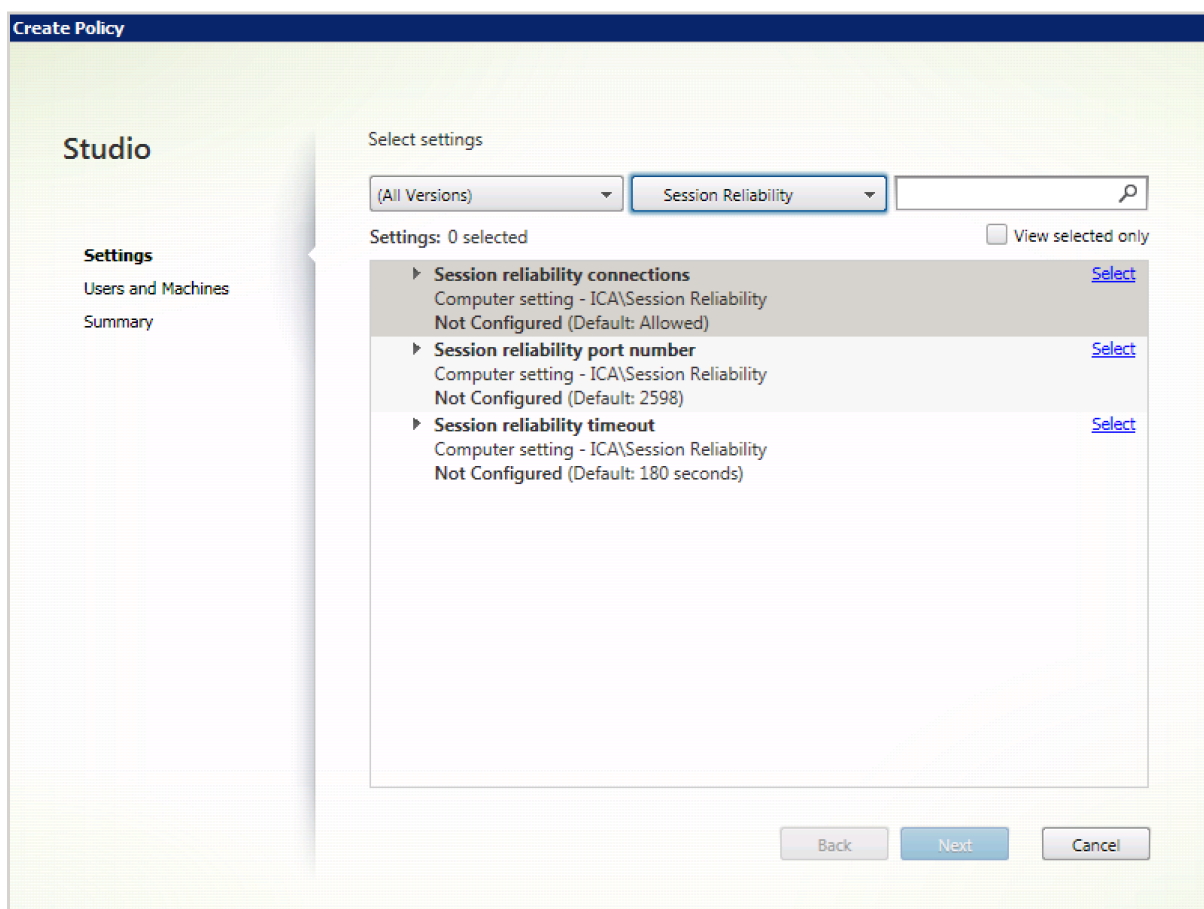 Create Policy
Studio
Select settings
(All Versions)
Session Reliability
Settings: 0 selected
View selected only
Settings
Users and Machines
Summary
Session reliability connections
Select
Computer setting - ICA\Session Reliability
Not Configured (Default: Allowed)
Session reliability port number
Select
Computer setting - ICA\Session Reliability
Not Configured (Default: 2598)
Session reliability timeout
Select
Computer setting - ICA\Session Reliability
Not Configured (Default: 180 seconds)
Back
Next
Cancel